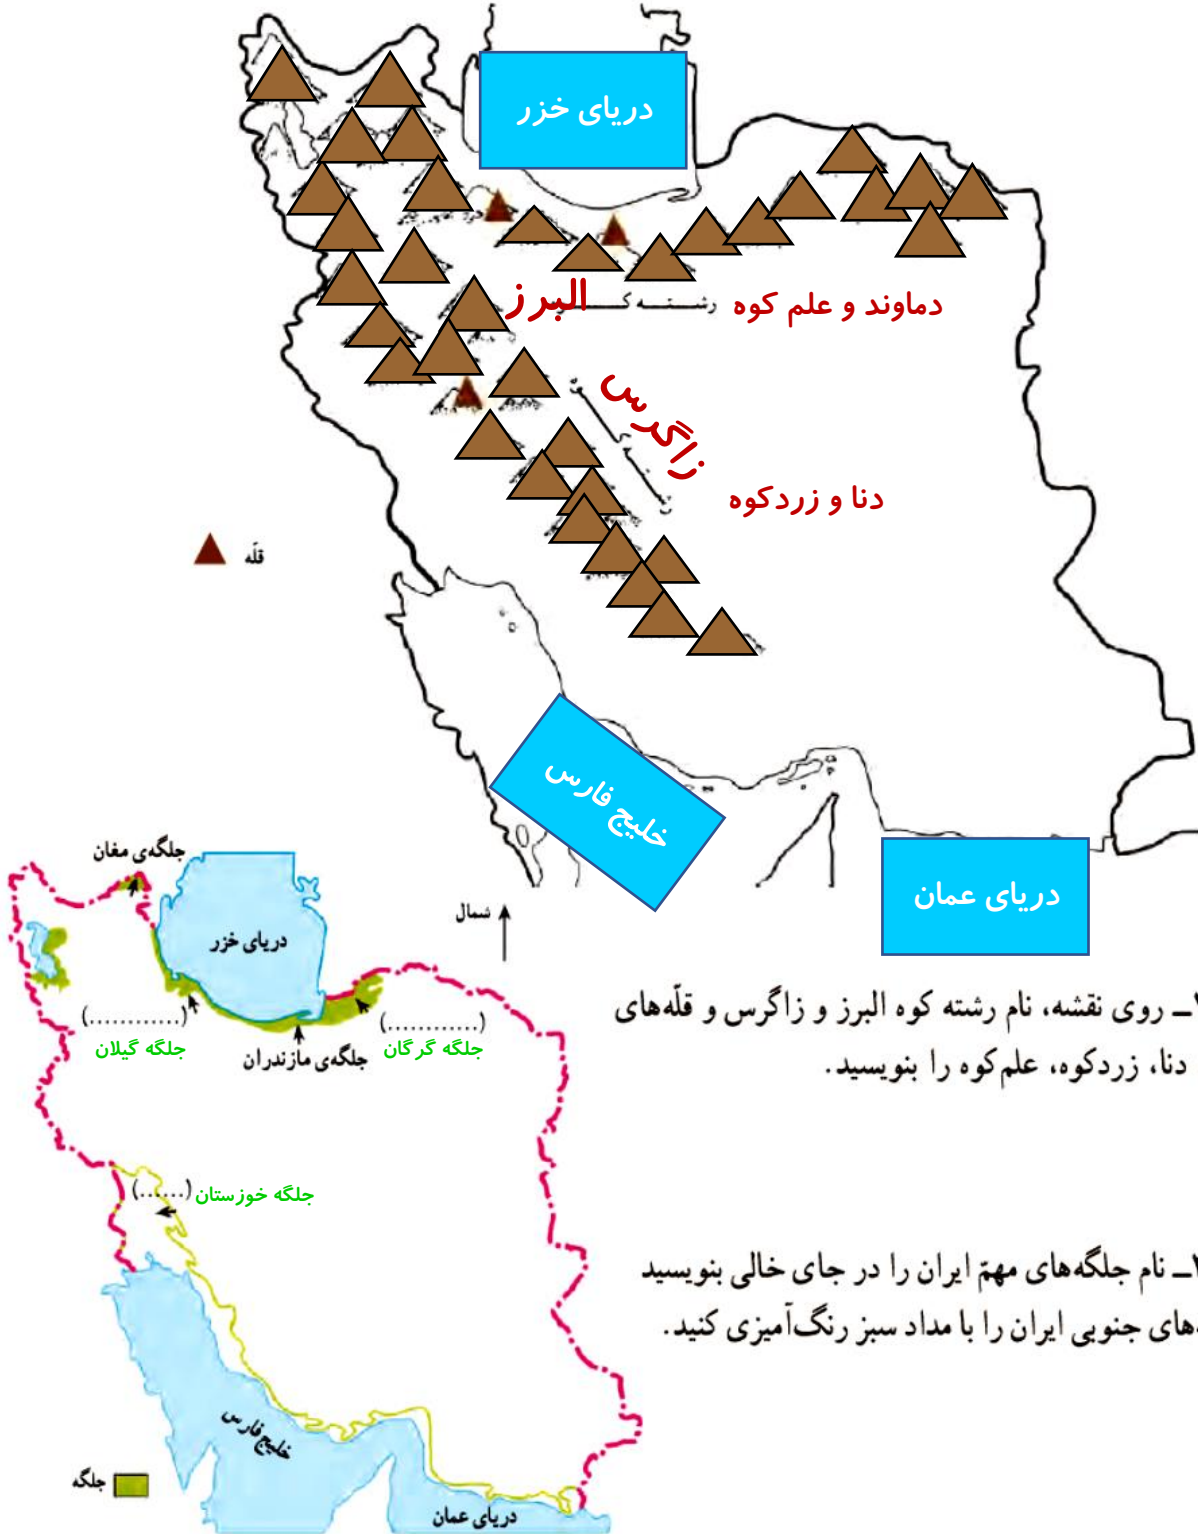 دریای خزر
البرز
رشـــتـــه کـــــوه
دماوند و علم کوه
زاگرس
دنا و زردکوه
قلّه
خلیج فارس
دریای عمان
شمال
ـ روی نقشه، نام رشته کوه البرز و زاگرس و قلّه‌های
دنا، زردکوه، علم‌کوه را بنویسید.
جلگه‌ی مغان
دریای خزر
(............)
جلگه گیلان
جلگه‌ی مازندران
(............)
جلگه گرگان
(......)
جلگه خوزستان
ـ نام جلگه‌های مهمّ ایران را در جای خالی بنویسید
‌های جنوبی ایران را با مداد سبز رنگ‌آمیزی کنید.
خلیج فارس
دریای عمان
جلگه